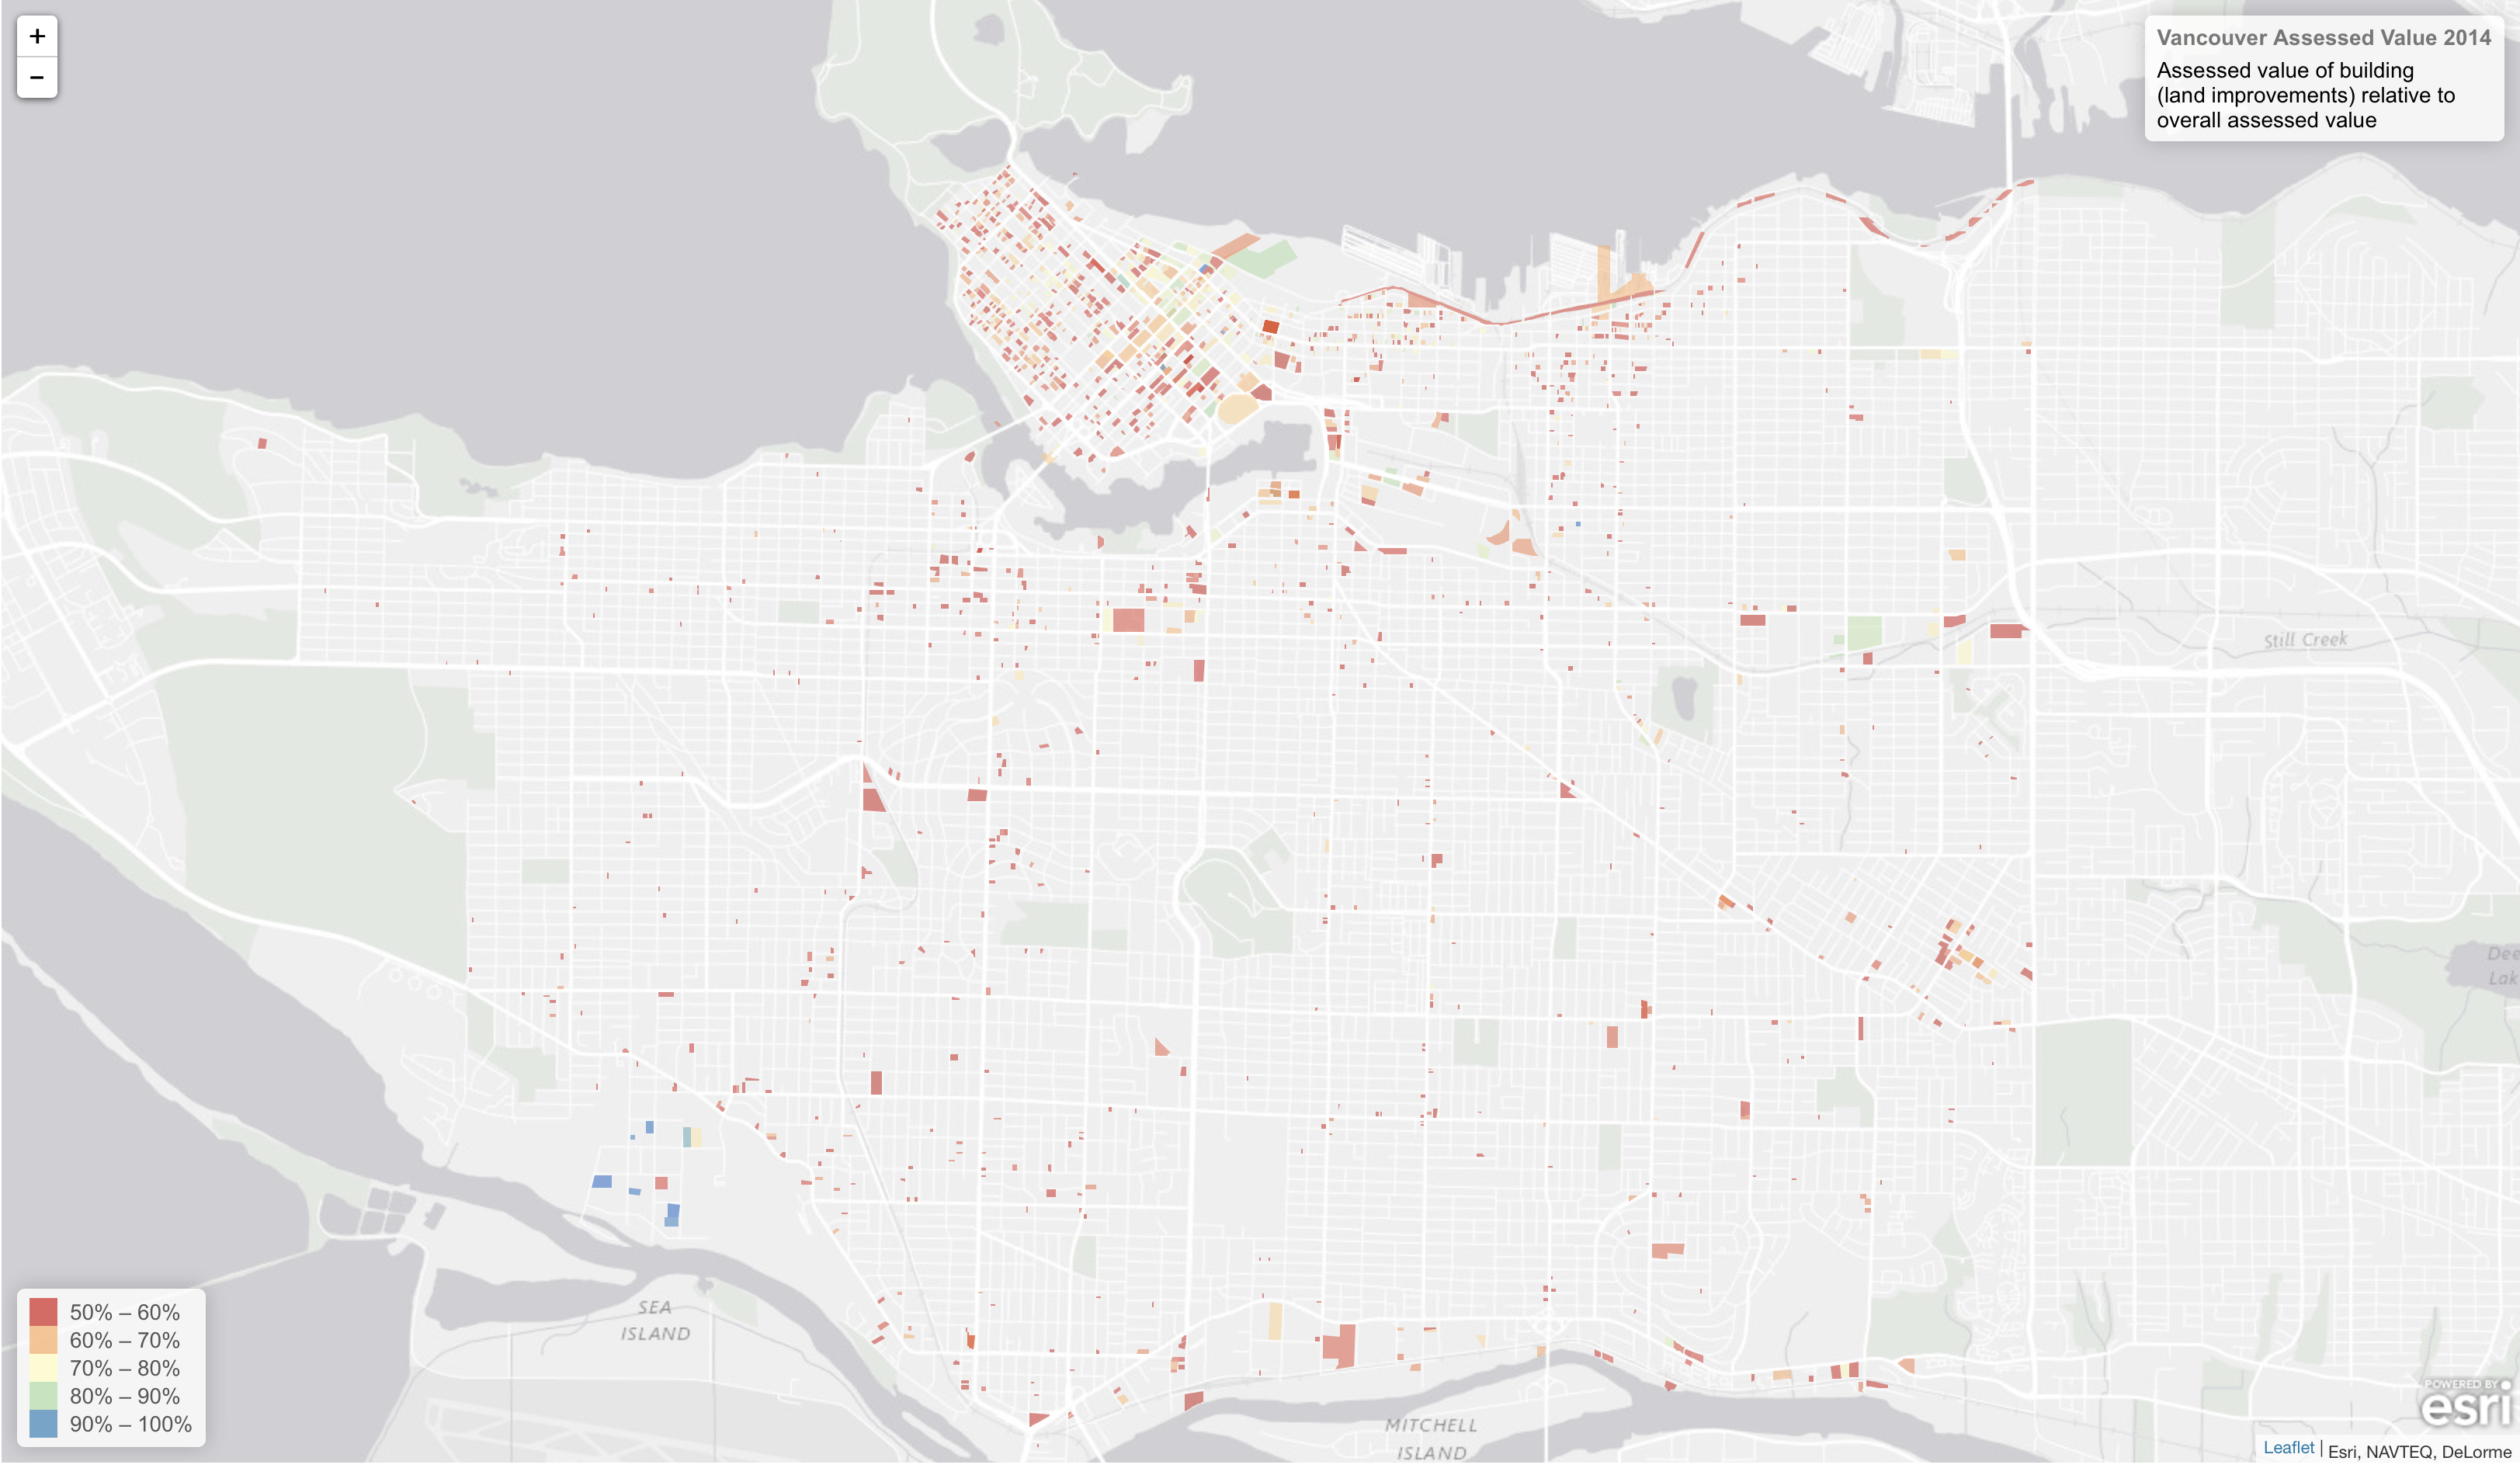 +
−
Vancouver Assessed Value 2014
Assessed value of building
(land improvements) relative to
overall assessed value
Still Creek
Dee
Lak
SEA
ISLAND
MITCHELL
ISLAND
50% – 60%
60% – 70%
70% – 80%
80% – 90%
90% – 100%
POWERED BY
esri
Leaflet | Esri, NAVTEQ, DeLorme